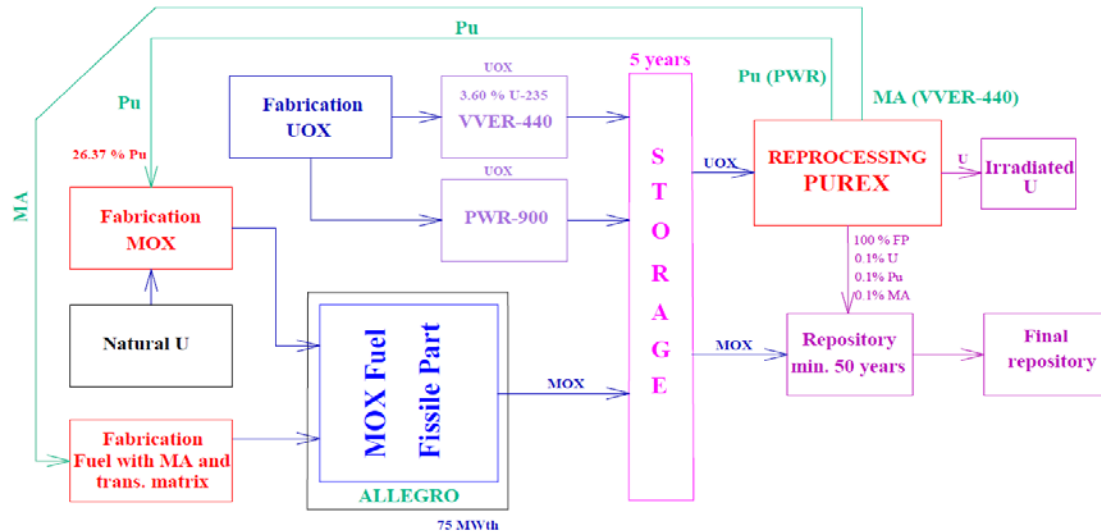 Pu
5 years
Pu (PWR)
MA (VVER-440)
Pu
UOX
3.60 % U-235
VVER-440
Fabrication
UOX
26.37 % Pu
MA
UOX
PWR-900
Fabrication
MOX
STORAGE
UOX
REPROCESSING
PUREX
U
Irradiated
U
100 % FP
0.1% U
0.1% Pu
0.1% MA
Natural U
MOX Fuel
Fissile Part
MOX
MOX
Repository
min. 50 years
Final
repository
Fabrication
Fuel with MA and
trans. matrix
ALLEGRO
75 MWth